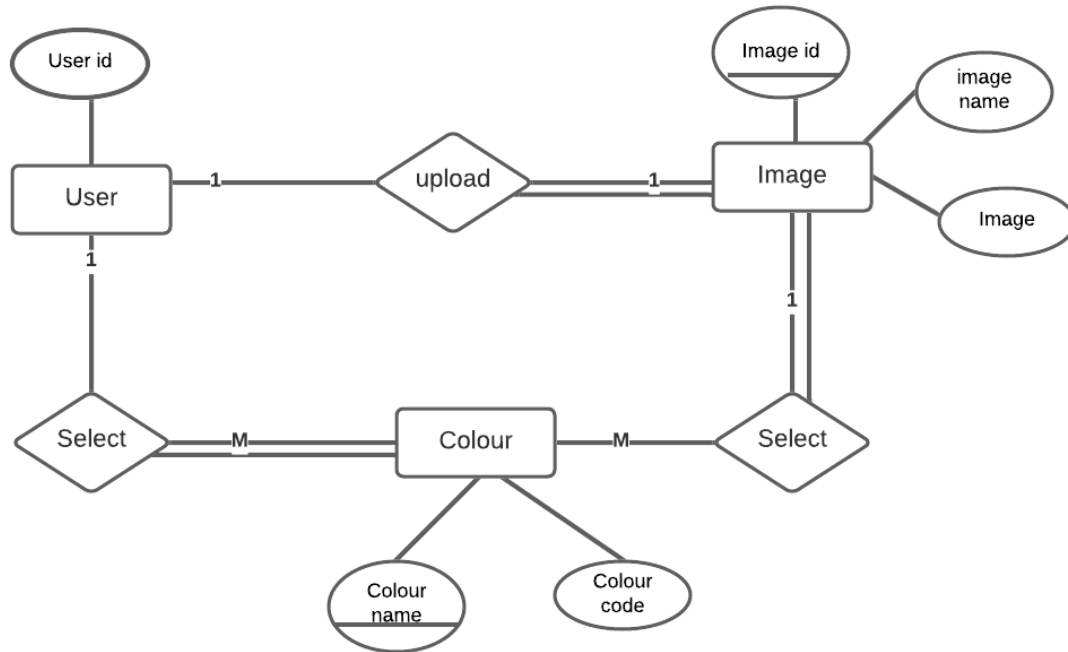 User id
Image id
image
name
User
1
upload
1
Image
Image
1
1
Select
M
Colour
M
Select
Colour
name
Colour
code